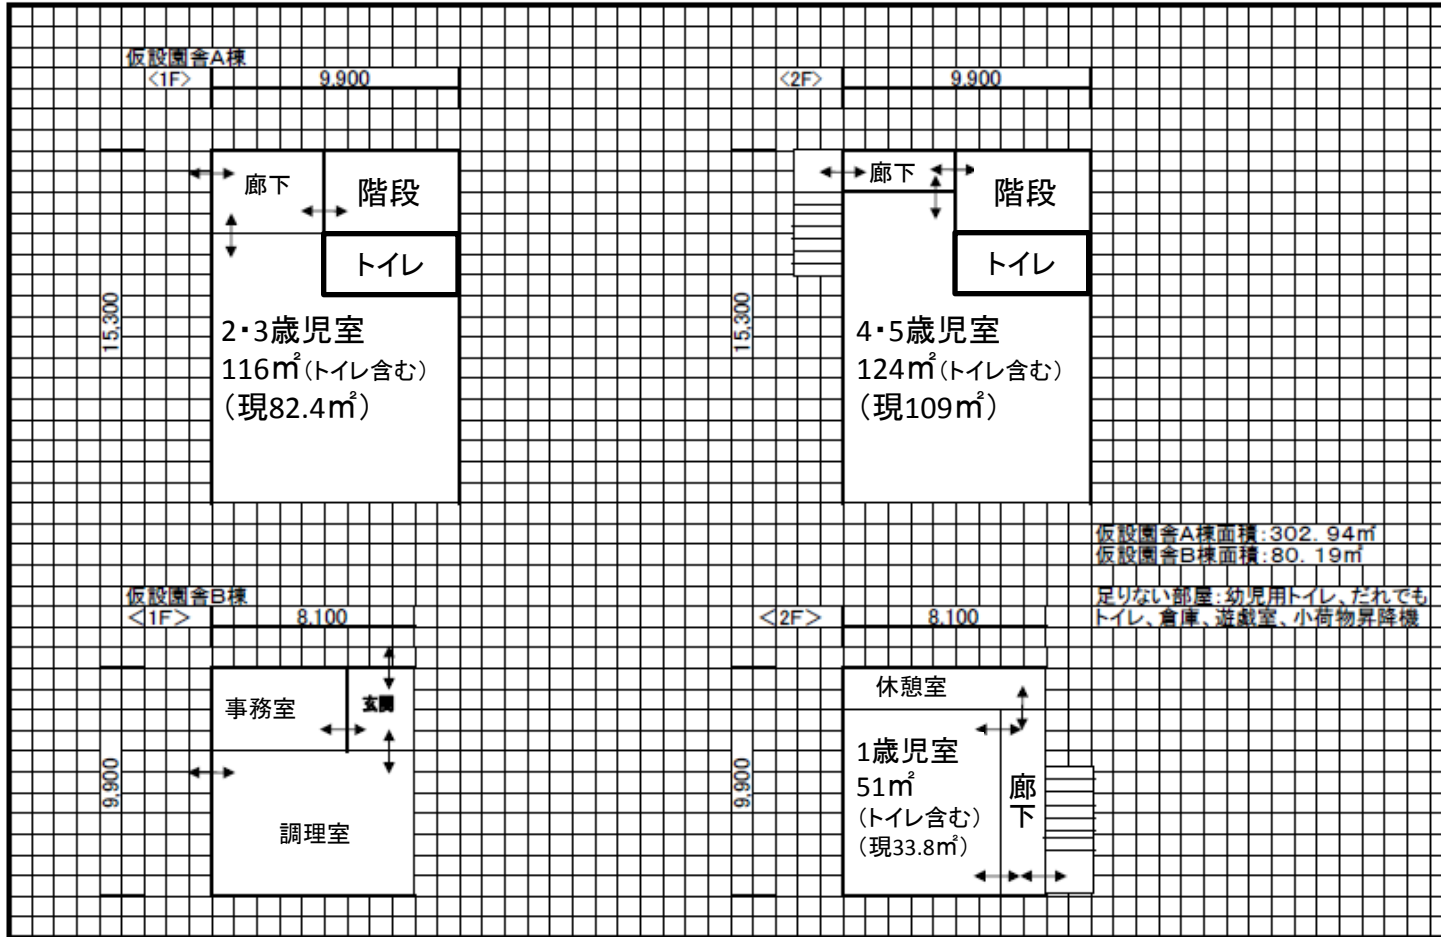 仮設園舎A棟
<1F>
9,900
<2F>
9,900
廊下
階段
トイレ
15,300
2・3歳児室
116㎡(トイレ含む)
(現82.4㎡)
廊下
階段
トイレ
15,300
4・5歳児室
124㎡(トイレ含む)
(現109㎡)
仮設園舎A棟面積:302.94㎡
仮設園舎B棟面積:80.19㎡
足りない部屋:幼児用トイレ、だれでも
トイレ、倉庫、遊戯室、小荷物昇降機
仮設園舎B棟
<1F>
8,100
<2F>
8,100
事務室
玄関
9,900
調理室
休憩室
9,900
1歳児室
51㎡
(トイレ含む)
(現33.8㎡)
廊下